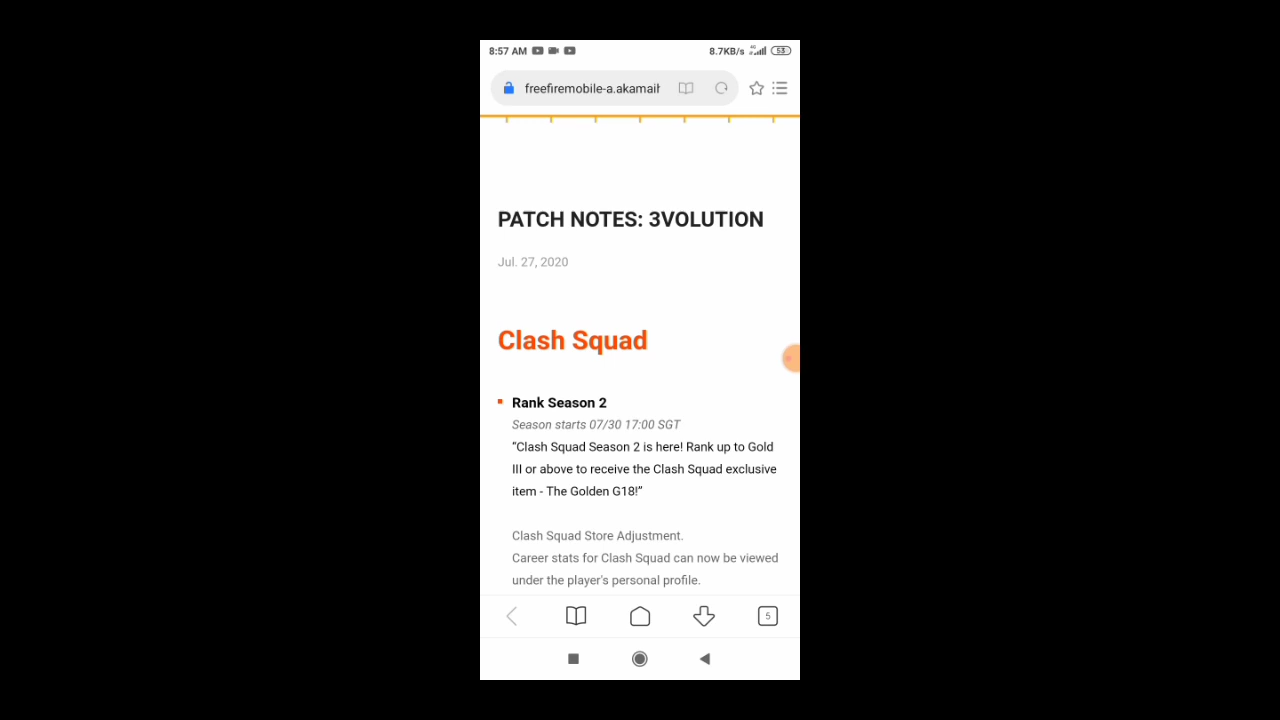 8:57 AM 8.7KB/s 4G 53
freefiremobile-a.akamaih
PATCH NOTES: 3VOLUTION
Jul. 27, 2020
Clash Squad
Rank Season 2
Season starts 07/30 17:00 SGT
“Clash Squad Season 2 is here! Rank up to Gold
III or above to receive the Clash Squad exclusive
item - The Golden G18!”
Clash Squad Store Adjustment.
Career stats for Clash Squad can now be viewed
under the player's personal profile.
5